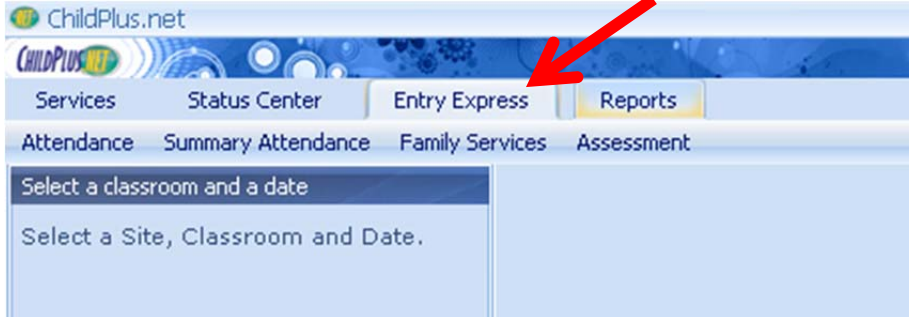 ChildPlus.net
CHILDPLUS NET
Services Status Center Entry Express Reports
Attendance Summary Attendance Family Services Assessment
Select a classroom and a date
Select a Site, Classroom and Date.